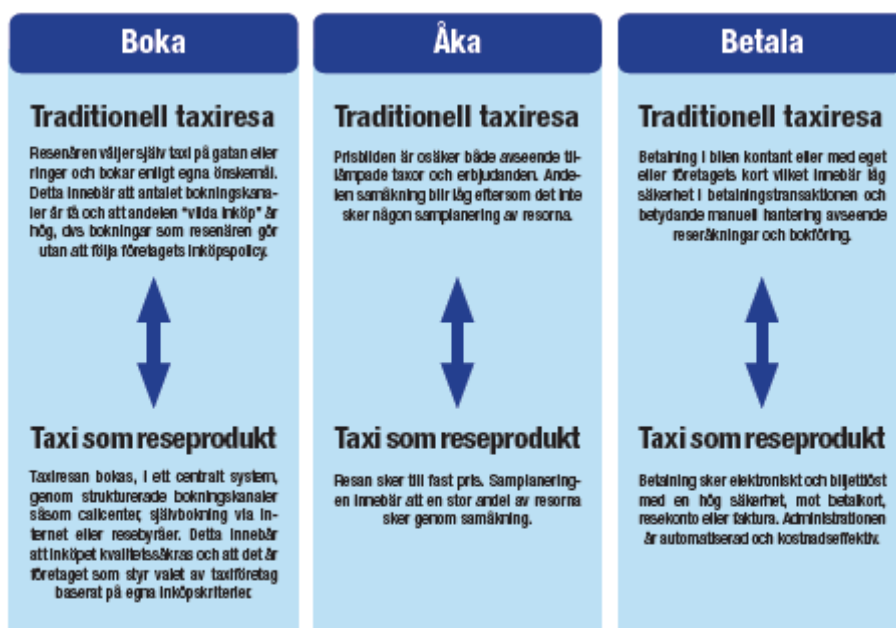 Boka
Traditionell taxiresa
Resenären väljer själv taxi på gatan eller
ringer och bokar enligt egna önskemål.
Detta innebär att antalet bokningskana-
ler är få och att andelen "vilda inköp" är
hög, dvs bokningar som resenären gör
utan att följa företagets inköpspolicy.
Taxi som reseprodukt
Taxiresan bokas, i ett centralt system,
genom strukturerade bokningskanaler
såsom callcenter, självbokning via in-
ternet eller resebyråer. Detta innebär
att inköpet kvalitetssäkras och att det är
företaget som styr valet av taxiföretag
baserat på egna inköpskriterier.
Åka
Traditionell taxiresa
Prisbilden är osäker både avseende til-
lämpade taxor och erbjudanden. Ande-
len samåkning blir låg eftersom det inte
sker någon samplanering av resorna.
Taxi som reseprodukt
Resan sker till fast pris. Samplanering-
en innebär att en stor andel av resorna
sker genom samåkning.
Betala
Traditionell taxiresa
Betalning i bilen kontant eller med eget
eller företagets kort vilket innebär låg
säkerhet i betalningstransaktionen och
betydande manuell hantering avseende
reseräkningar och bokföring.
Taxi som reseprodukt
Betalning sker elektroniskt och biljettlöst
med en hög säkerhet, mot betalkort,
resekonto eller faktura. Administrationen
är automatiserad och kostnadseffektiv.